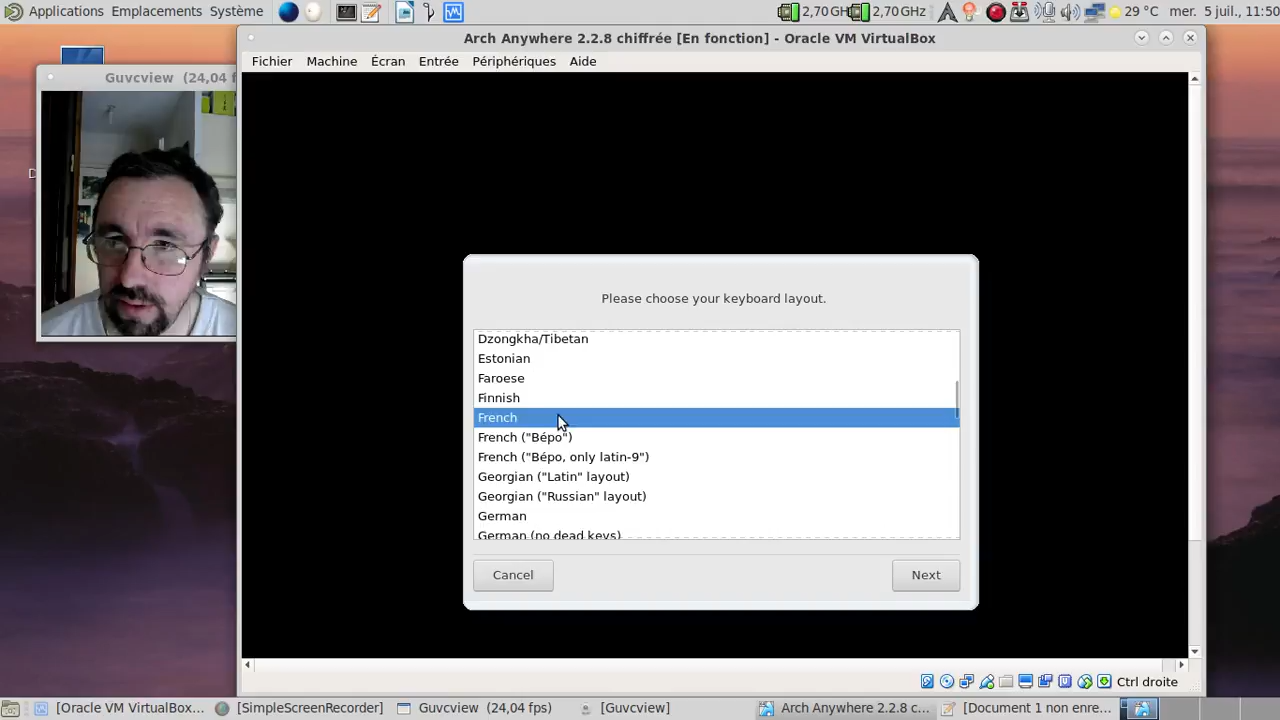 Applications Emplacements Système 2,70 GH 2,70 GHz 29 °C mer. 5 juil., 11:50
Arch Anywhere 2.2.8 chiffrée [En fonction] - Oracle VM VirtualBox
Guvcview (24,04 f
Fichier Machine Écran Entrée Périphériques Aide
Please choose your keyboard layout.
Dzongkha/Tibetan
Estonian
Faroese
Finnish
French
French ("Bépo")
French ("Bépo, only latin-9")
Georgian ("Latin" layout)
Georgian ("Russian" layout)
German
German (no dead keys)
Cancel Next
Ctrl droite
[Oracle VM VirtualBox... [SimpleScreenRecorder] Guvcview (24,04 fps) [Guvcview] Arch Anywhere 2.2.8 c... [Document 1 non enre...